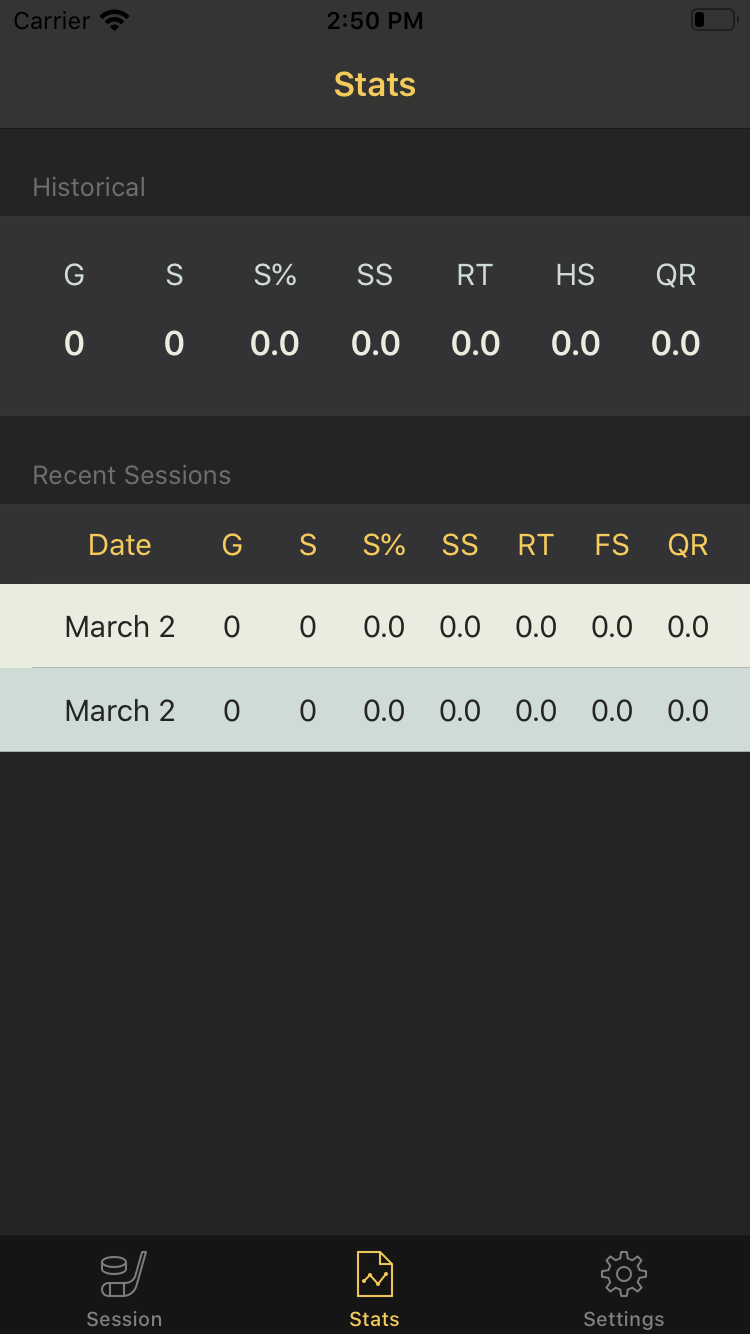 Carrier 2:50 PM
Stats
Historical
G S S% SS RT HS QR
0 0 0.0 0.0 0.0 0.0 0.0
Recent Sessions
Date G S S% SS RT FS QR
March 2 0 0 0.0 0.0 0.0 0.0 0.0
March 2 0 0 0.0 0.0 0.0 0.0 0.0
Session Stats Settings